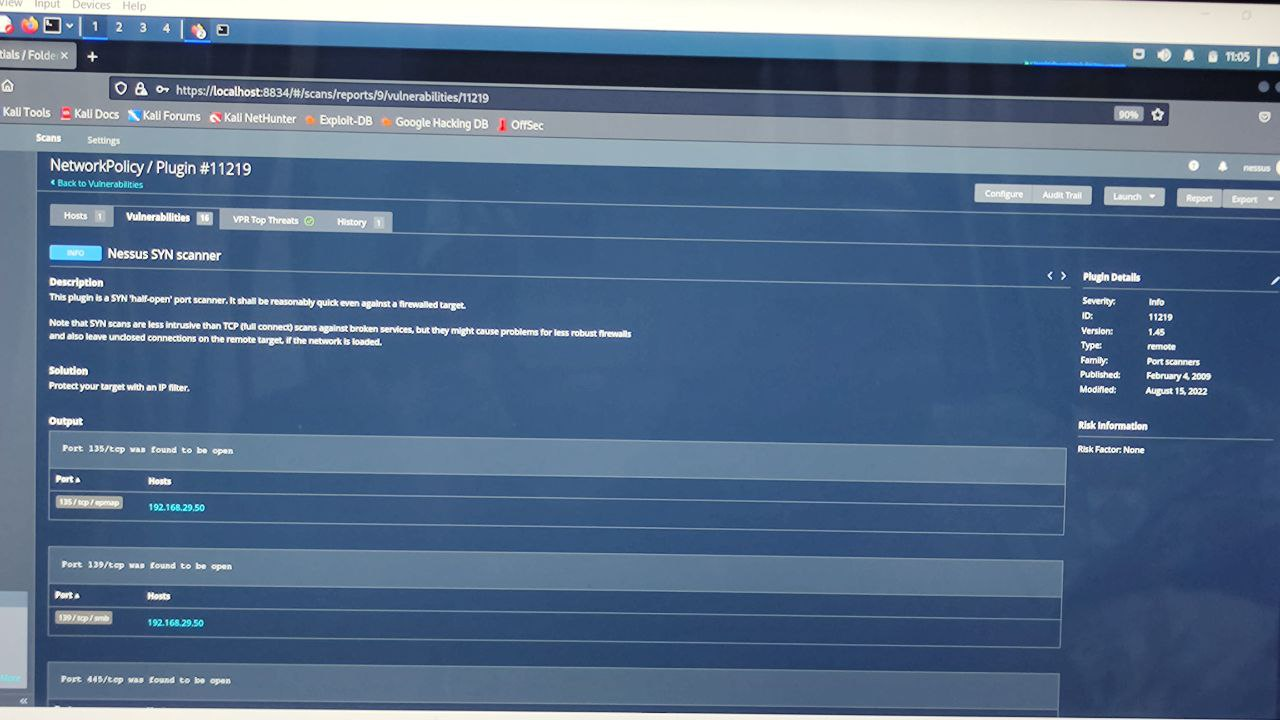 View Input Devices Help
1 2 3 4
11:05
tials / Folde × +
https://localhost:8834/#/scans/reports/9/vulnerabilities/11219
90%
Kali Tools Kali Docs Kali Forums Kali NetHunter Exploit-DB Google Hacking DB OffSec
Scans Settings
nessus
NetworkPolicy / Plugin #11219
Back to Vulnerabilities
Configure Audit Trail Launch Report Export
Hosts 1 Vulnerabilities 16 VPR Top Threats History 1
INFO Nessus SYN scanner
Description
This plugin is a SYN 'half-open' port scanner. It shall be reasonably quick even against a firewalled target.
Note that SYN scans are less intrusive than TCP (full connect) scans against broken services, but they might cause problems for less robust firewalls
and also leave unclosed connections on the remote target, if the network is loaded.
Solution
Protect your target with an IP filter.
Output
Port 135/tcp was found to be open
Port Hosts
135 / tcp / epmap 192.168.29.50
Port 139/tcp was found to be open
Port Hosts
139 / tcp / smb 192.168.29.50
Port 445/tcp was found to be open
Plugin Details
Severity: Info
ID: 11219
Version: 1.45
Type: remote
Family: Port scanners
Published: February 4, 2009
Modified: August 15, 2022
Risk Information
Risk Factor: None
More